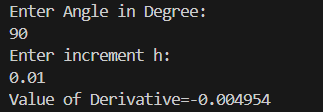 Enter Angle in Degree:
90
Enter increment h:
0.01
Value of Derivative=-0.004954